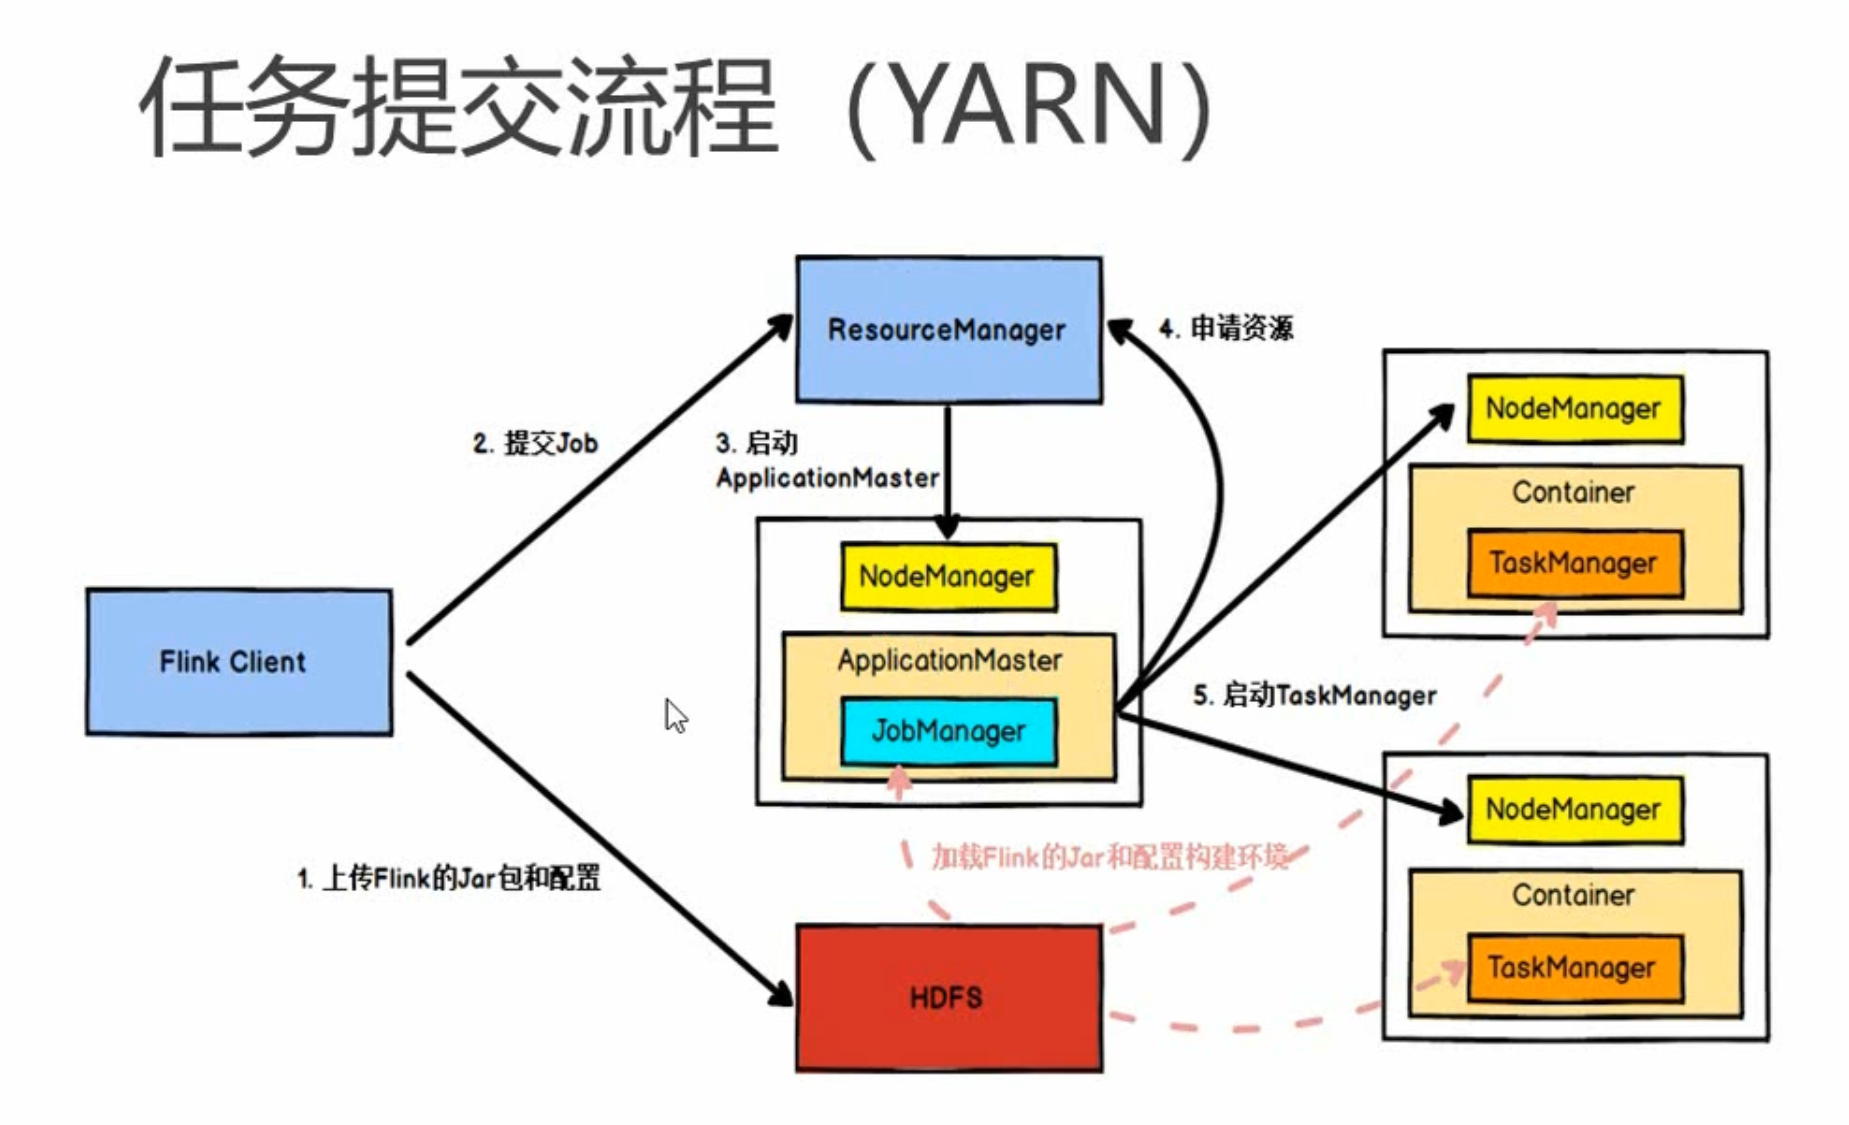 任务提交流程（YARN）
ResourceManager
4. 申请资源
NodeManager
2. 提交Job
3. 启动
ApplicationMaster
Container
TaskManager
NodeManager
Flink Client
ApplicationMaster
JobManager
5. 启动TaskManager
NodeManager
加载Flink的Jar和配置构建环境
1. 上传Flink的Jar包和配置
Container
TaskManager
HDFS